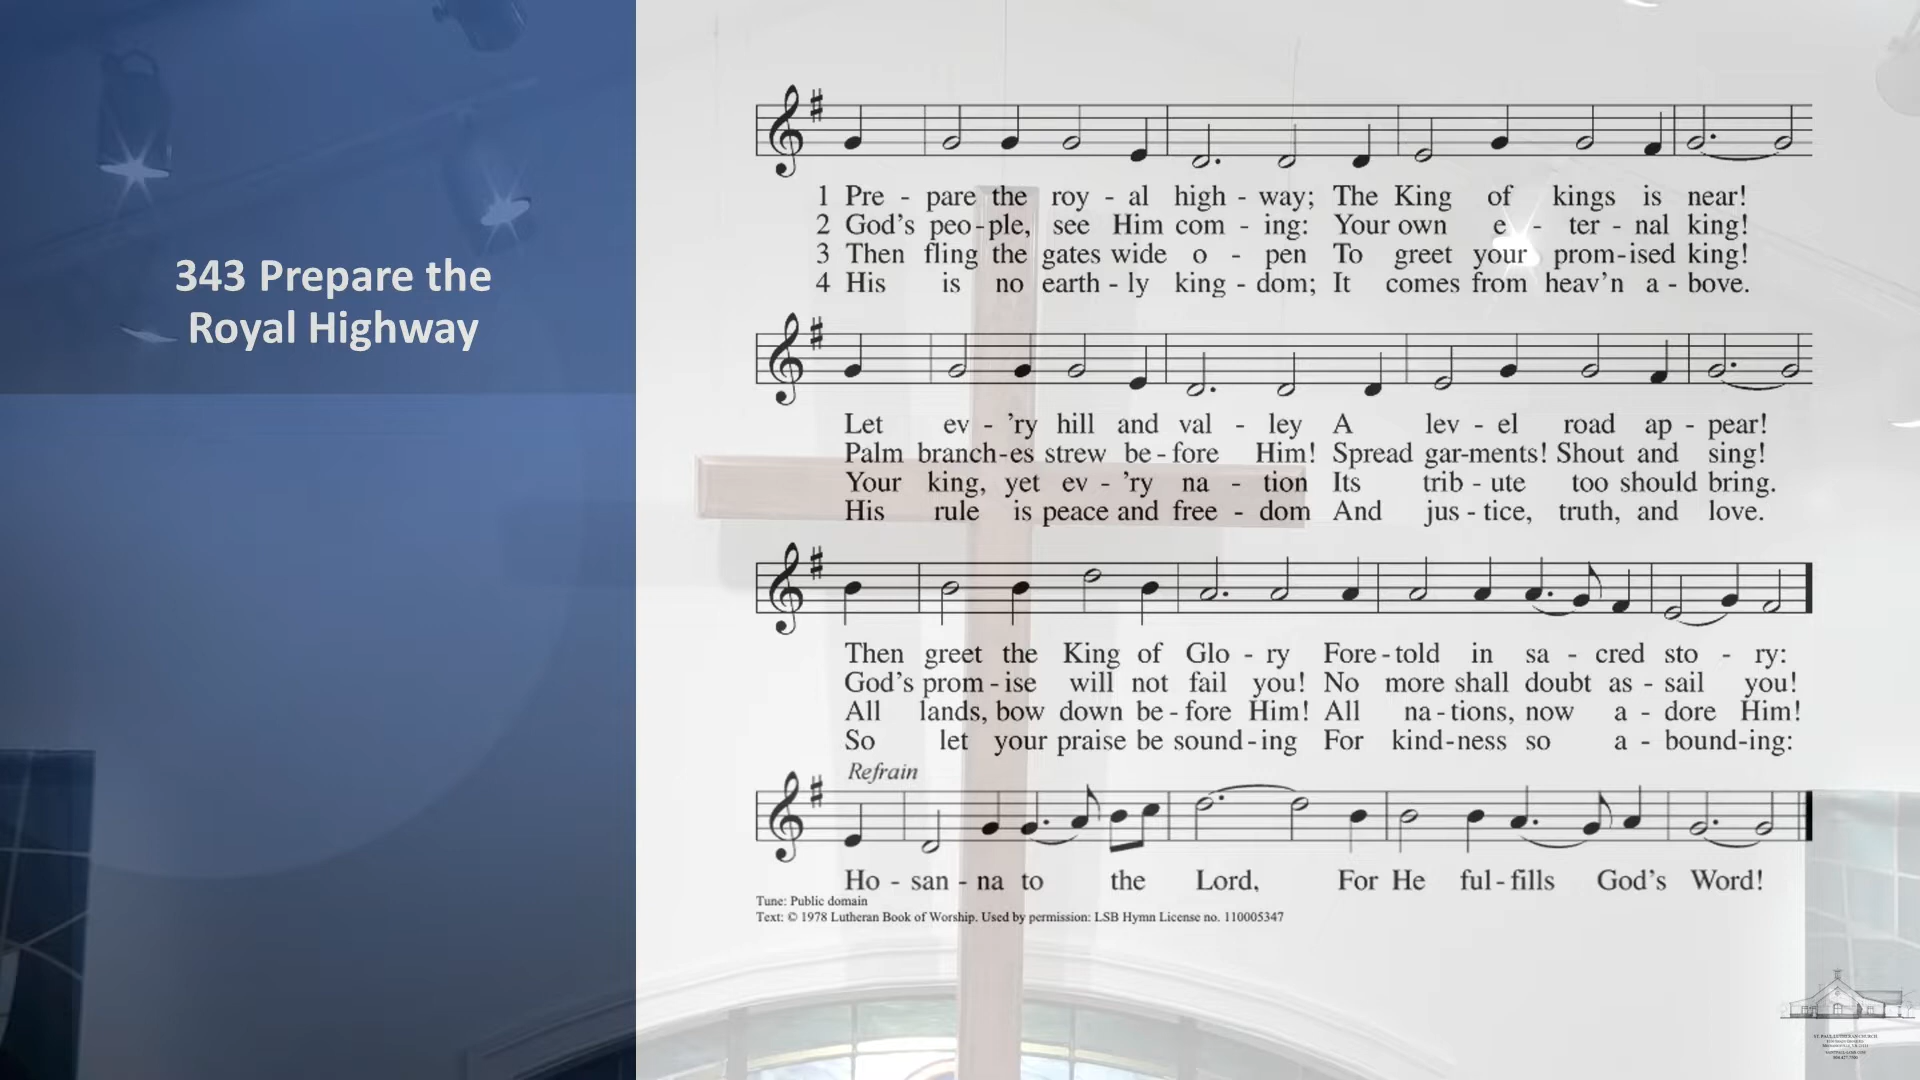 343 Prepare the
Royal Highway
1 Pre - pare the roy - al high - way; The King of kings is near!
2 God's peo - ple, see Him com - ing: Your own e - ter - nal king!
3 Then fling the gates wide o - pen To greet your prom - ised king!
4 His is no earth - ly king - dom; It comes from heav'n a - bove.
Let ev - 'ry hill and val - ley A lev - el road ap - pear!
Palm branch - es strew be - fore Him! Spread gar - ments! Shout and sing!
Your king, yet ev - 'ry na - tion Its trib - ute too should bring.
His rule is peace and free - dom And jus - tice, truth, and love.
Then greet the King of Glo - ry Fore - told in sa - cred sto - ry:
God's prom - ise will not fail you! No more shall doubt as - sail you!
All lands, bow down be - fore Him! All na - tions, now a - dore Him!
So let your praise be sound - ing For kind - ness so a - bound - ing:
Refrain
Ho - san - na to the Lord, For He ful - fills God's Word!
Tune: Public domain
Text: © 1978 Lutheran Book of Worship. Used by permission: LSB Hymn License no. 110005347
ST. PAUL LUTHERAN CHURCH